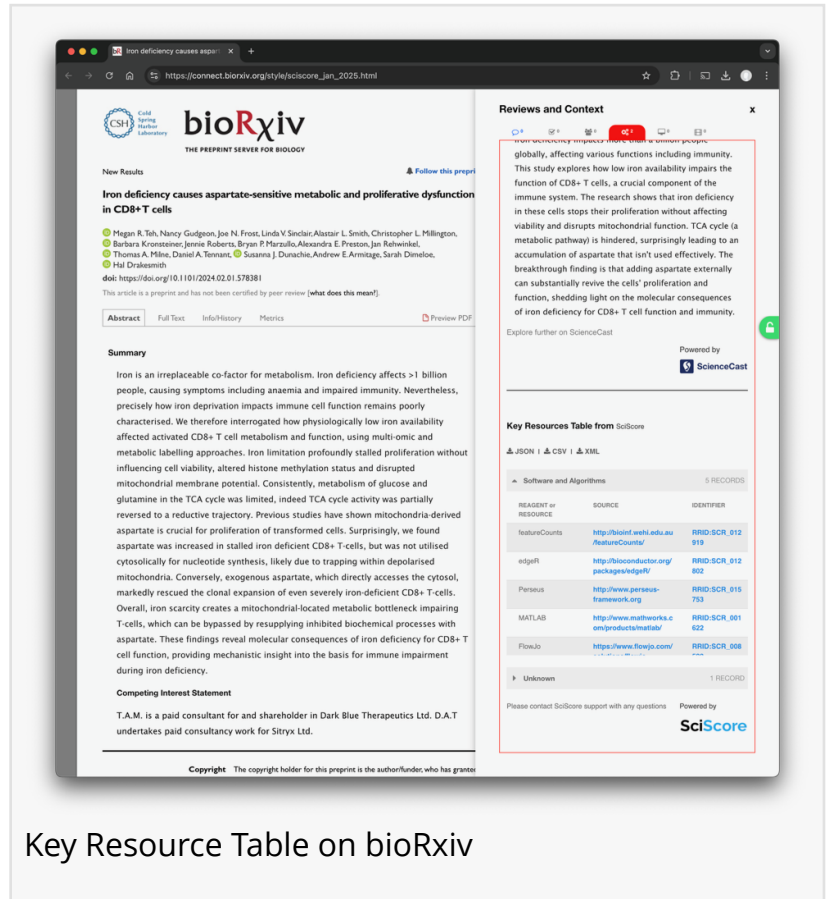 Iron deficiency causes aspart
https://connect.biorxiv.org/style/sciscore_jan_2025.html
CSH
Cold
Spring
Harbor
Laboratory
bioRχiv
THE PREPRINT SERVER FOR BIOLOGY
New Results
Follow this prepri
Iron deficiency causes aspartate-sensitive metabolic and proliferative dysfunction
in CD8+ T cells
Megan R. Teh, Nancy Gudgeon, Joe N. Frost, Linda V. Sinclair, Alastair L. Smith, Christopher L. Millington,
Barbara Kronsteiner, Jennie Roberts, Bryan P. Marzullo, Alexandra E. Preston, Jan Rehwinkel,
Thomas A. Milne, Daniel A. Tennant, Susanna J. Dunachie, Andrew E. Armitage, Sarah Dimeloe,
Hal Drakesmith
doi: https://doi.org/10.1101/2024.02.01.578381
This article is a preprint and has not been certified by peer review [what does this mean?].
Abstract Full Text Info/History Metrics Preview PDF
Summary
Iron is an irreplaceable co-factor for metabolism. Iron deficiency affects >1 billion
people, causing symptoms including anaemia and impaired immunity. Nevertheless,
precisely how iron deprivation impacts immune cell function remains poorly
characterised. We therefore interrogated how physiologically low iron availability
affected activated CD8+ T cell metabolism and function, using multi-omic and
metabolic labelling approaches. Iron limitation profoundly stalled proliferation without
influencing cell viability, altered histone methylation status and disrupted
mitochondrial membrane potential. Consistently, metabolism of glucose and
glutamine in the TCA cycle was limited, indeed TCA cycle activity was partially
reversed to a reductive trajectory. Previous studies have shown mitochondria-derived
aspartate is crucial for proliferation of transformed cells. Surprisingly, we found
aspartate was increased in stalled iron deficient CD8+ T-cells, but was not utilised
cytosolically for nucleotide synthesis, likely due to trapping within depolarised
mitochondria. Conversely, exogenous aspartate, which directly accesses the cytosol,
markedly rescued the clonal expansion of even severely iron-deficient CD8+ T-cells.
Overall, iron scarcity creates a mitochondrial-located metabolic bottleneck impairing
T-cells, which can be bypassed by resupplying inhibited biochemical processes with
aspartate. These findings reveal molecular consequences of iron deficiency for CD8+ T
cell function, providing mechanistic insight into the basis for immune impairment
during iron deficiency.
Competing Interest Statement
T.A.M. is a paid consultant for and shareholder in Dark Blue Therapeutics Ltd. D.A.T
undertakes paid consultancy work for Sitryx Ltd.
Copyright The copyright holder for this preprint is the author/funder, who has grante
Reviews and Context x
Iron deficiency impacts more than a billion people
globally, affecting various functions including immunity.
This study explores how low iron availability impairs the
function of CD8+ T cells, a crucial component of the
immune system. The research shows that iron deficiency
in these cells stops their proliferation without affecting
viability and disrupts mitochondrial function. TCA cycle (a
metabolic pathway) is hindered, surprisingly leading to an
accumulation of aspartate that isn't used effectively. The
breakthrough finding is that adding aspartate externally
can substantially revive the cells' proliferation and
function, shedding light on the molecular consequences
of iron deficiency for CD8+ T cell function and immunity.
Explore further on ScienceCast
Powered by
ScienceCast
Key Resources Table from SciScore
JSON | CSV | XML
Software and Algorithms 5 RECORDS
REAGENT or SOURCE IDENTIFIER
RESOURCE
featureCounts http://bioinf.wehi.edu.au RRID:SCR_012
/featureCounts/ 919
edgeR http://bioconductor.org/ RRID:SCR_012
packages/edgeR/ 802
Perseus http://www.perseus- RRID:SCR_015
framework.org 753
MATLAB http://www.mathworks.c RRID:SCR_001
om/products/matlab/ 622
FlowJo https://www.flowjo.com/ RRID:SCR_008
Unknown 1 RECORD
Please contact SciScore support with any questions Powered by
SciScore
Key Resource Table on bioRxiv